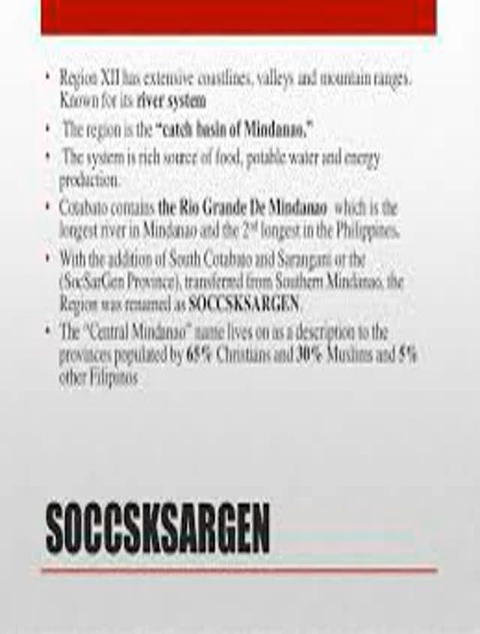 • Region XII has extensive coastlines, valleys and mountain ranges.
Known for its river system
• The region is the "catch basin of Mindanao."
• The system is rich source of food, potable water and energy
production.
• Cotabato contains the Rio Grande De Mindanao which is the
longest river in Mindanao and the 2nd longest in the Philippines.
• With the addition of South Cotabato and Sarangani or the
(SocSarGen Province), transferred from Southern Mindanao, the
Region was renamed as SOCCSKSARGEN
• The "Central Mindanao" name lives on as a description to the
provinces populated by 65% Christians and 30% Muslims and 5%
other Filipinos
SOCCSKSARGEN